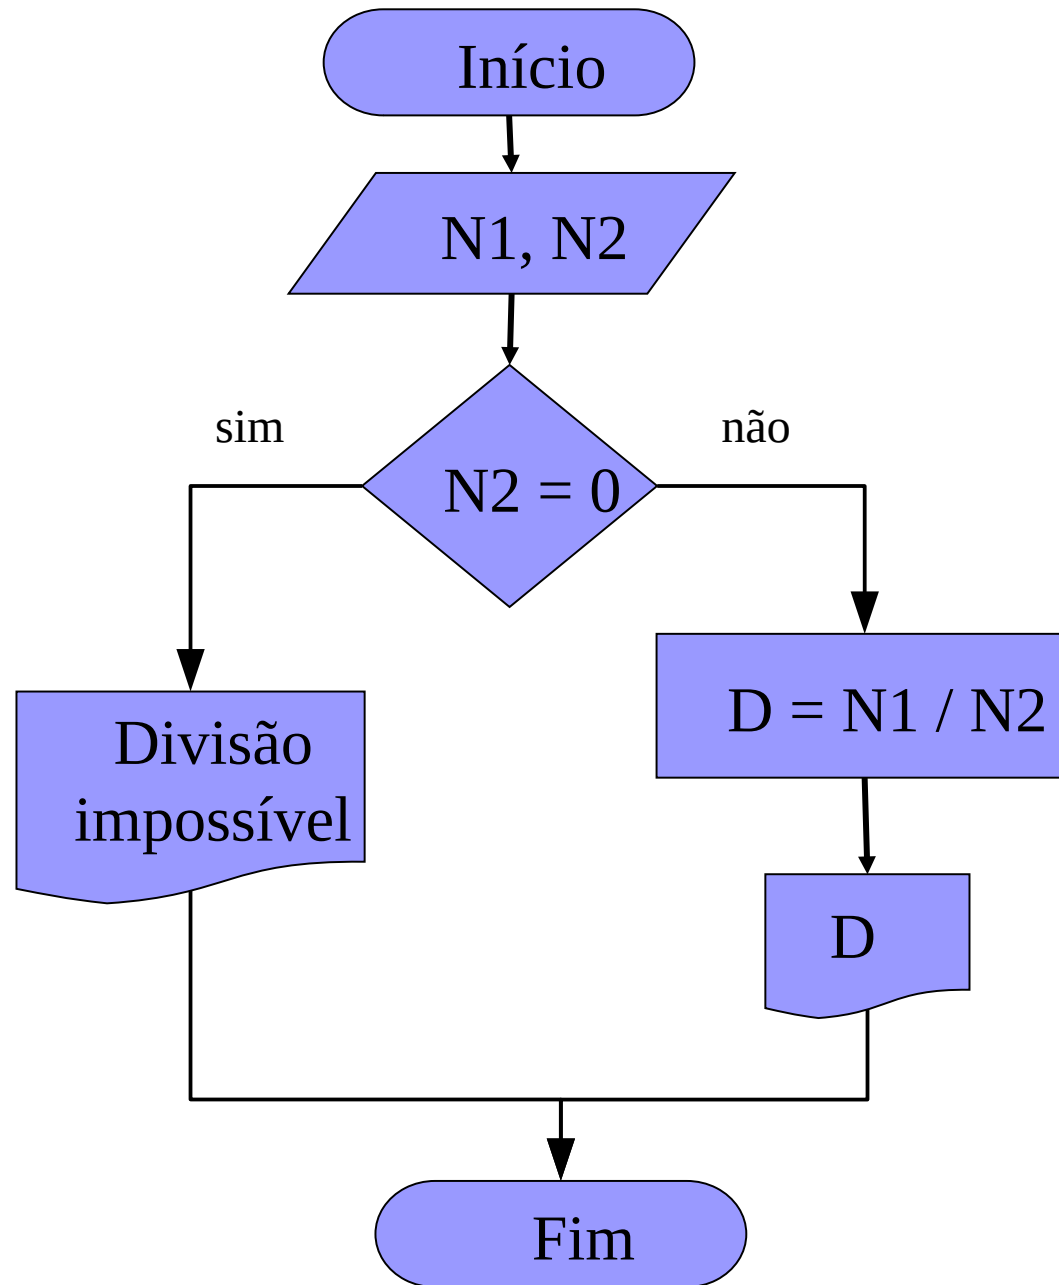 Início
N1, N2
sim
não
N2 = 0
Divisão
impossível
D = N1 / N2
D
Fim